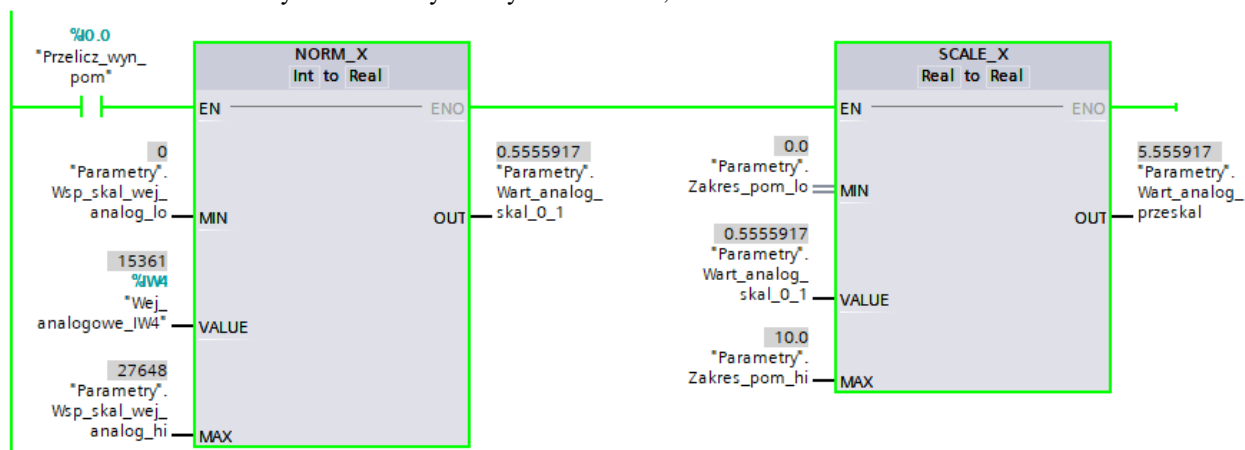 %I0.0
"Przelicz_wyn_
pom"
NORM_X
Int to Real
EN
ENO
0
"Parametry".
Wsp_skal_wej_
analog_lo
MIN
15361
%IW4
"Wej_
analogowe_IW4"
VALUE
27648
"Parametry".
Wsp_skal_wej_
analog_hi
MAX
0.5555917
"Parametry".
Wart_analog_
skal_0_1
OUT
SCALE_X
Real to Real
EN
ENO
0.0
"Parametry".
Zakres_pom_lo
MIN
0.5555917
"Parametry".
Wart_analog_
skal_0_1
VALUE
10.0
"Parametry".
Zakres_pom_hi
MAX
5.555917
"Parametry".
Wart_analog_
przeskal
OUT